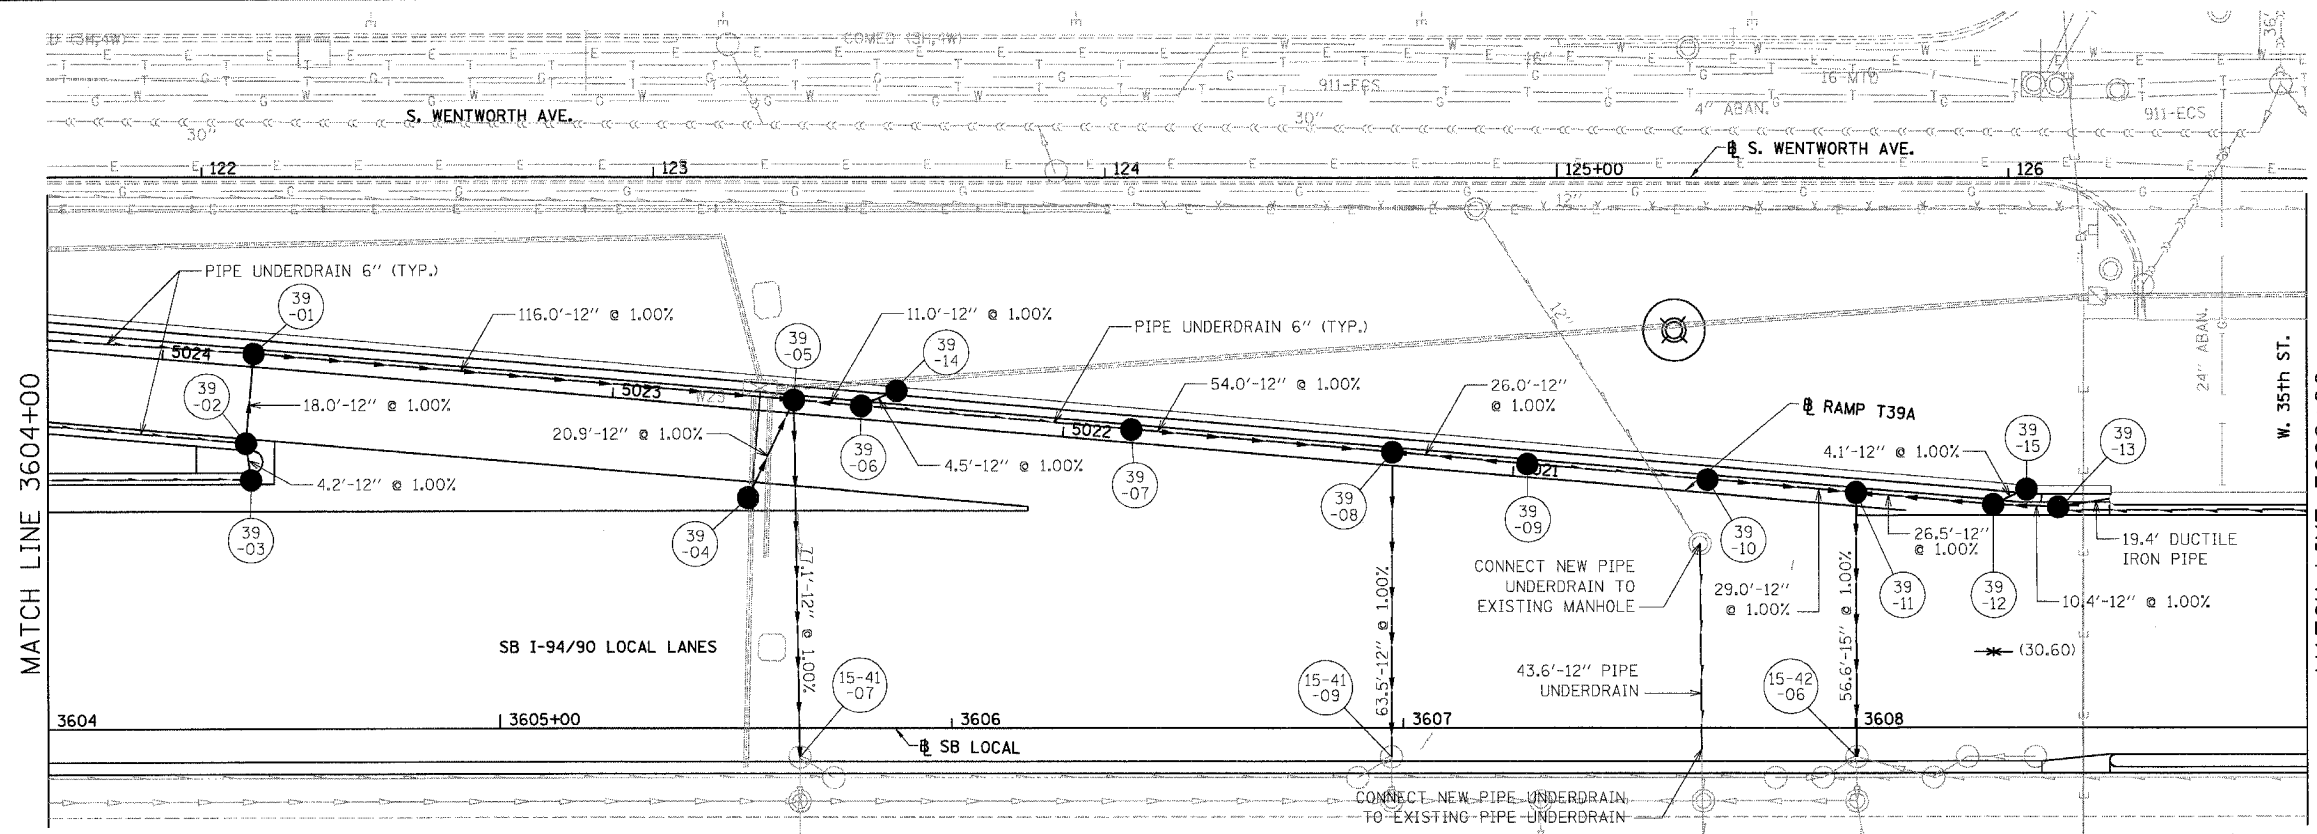 COMED (3H,4W)
S. WENTWORTH AVE.
30"
30"
911-ECS
16"
16-MTD
4" ABAN.
911-ECS
122
123
124
125+00
126
℄ S. WENTWORTH AVE.
12"
PIPE UNDERDRAIN 6" (TYP.)
39
-01
116.0'-12" @ 1.00%
11.0'-12" @ 1.00%
39
-05
39
-14
PIPE UNDERDRAIN 6" (TYP.)
12"
5024
5023
5022
39
-02
18.0'-12" @ 1.00%
20.9'-12" @ 1.00%
54.0'-12" @ 1.00%
26.0'-12"
@ 1.00%
℄ RAMP T39A
39
-06
4.5'-12" @ 1.00%
39
-07
39
-08
39
-09
39
-10
4.1'-12" @ 1.00%
39
-15
39
-13
24" ABAN.
W. 35th ST.
MATCH LINE 3604+00
4.2'-12" @ 1.00%
39
-03
39
-04
77.1'-12" @ 1.00%
63.5'-12" @ 1.00%
CONNECT NEW PIPE
UNDERDRAIN TO
EXISTING MANHOLE
29.0'-12"
@ 1.00%
56.6'-15" @ 1.00%
39
-11
26.5'-12"
@ 1.00%
39
-12
19.4' DUCTILE
IRON PIPE
10.4'-12" @ 1.00%
(30.60)
SB I-94/90 LOCAL LANES
15-41
-07
15-41
-09
43.6'-12" PIPE
UNDERDRAIN
15-42
-06
3604
3605+00
3606
3607
3608
℄ SB LOCAL
CONNECT NEW PIPE UNDERDRAIN
TO EXISTING PIPE UNDERDRAIN